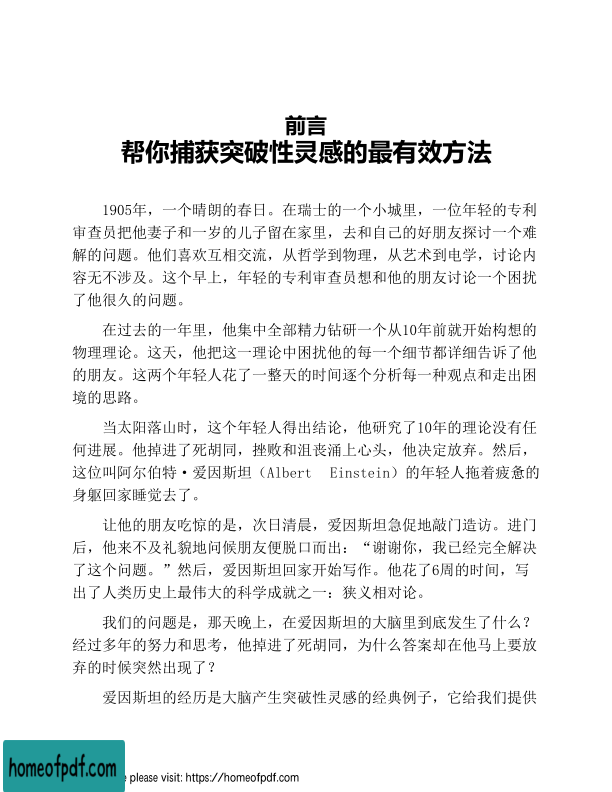 前言
帮你捕获突破性灵感的最有效方法
1905年，一个晴朗的春日。在瑞士的一个小城里，一位年轻的专利
审查员把他妻子和一岁的儿子留在家里，去和自己的好朋友探讨一个难
解的问题。他们喜欢互相交流，从哲学到物理，从艺术到电学，讨论内
容无不涉及。这个早上，年轻的专利审查员想和他的朋友讨论一个困扰
了他很久的问题。
在过去的一年里，他集中全部精力钻研一个从10年前就开始构想的
物理理论。这天，他把这一理论中困扰他的每一个细节都详细告诉了他
的朋友。这两个年轻人花了一整天的时间逐个分析每一种观点和走出困
境的思路。
当太阳落山时，这个年轻人得出结论，他研究了10年的理论没有任
何进展。他掉进了死胡同，挫败和沮丧涌上心头，他决定放弃。然后，
这位叫阿尔伯特·爱因斯坦（Albert Einstein）的年轻人拖着疲惫的
身躯回家睡觉去了。
让他的朋友吃惊的是，次日清晨，爱因斯坦急促地敲门造访。进门
后，他来不及礼貌地问候朋友便脱口而出：“谢谢你，我已经完全解决
了这个问题。”然后，爱因斯坦回家开始写作。他花了6周的时间，写
出了人类历史上最伟大的科学成就之一：狭义相对论。
我们的问题是，那天晚上，在爱因斯坦的大脑里到底发生了什么？
经过多年的努力和思考，他掉进了死胡同，为什么答案却在他马上要放
弃的时候突然出现了？
爱因斯坦的经历是大脑产生突破性灵感的经典例子，它给我们提供
homeofpdf.com
e please visit: https://homeofpdf.com